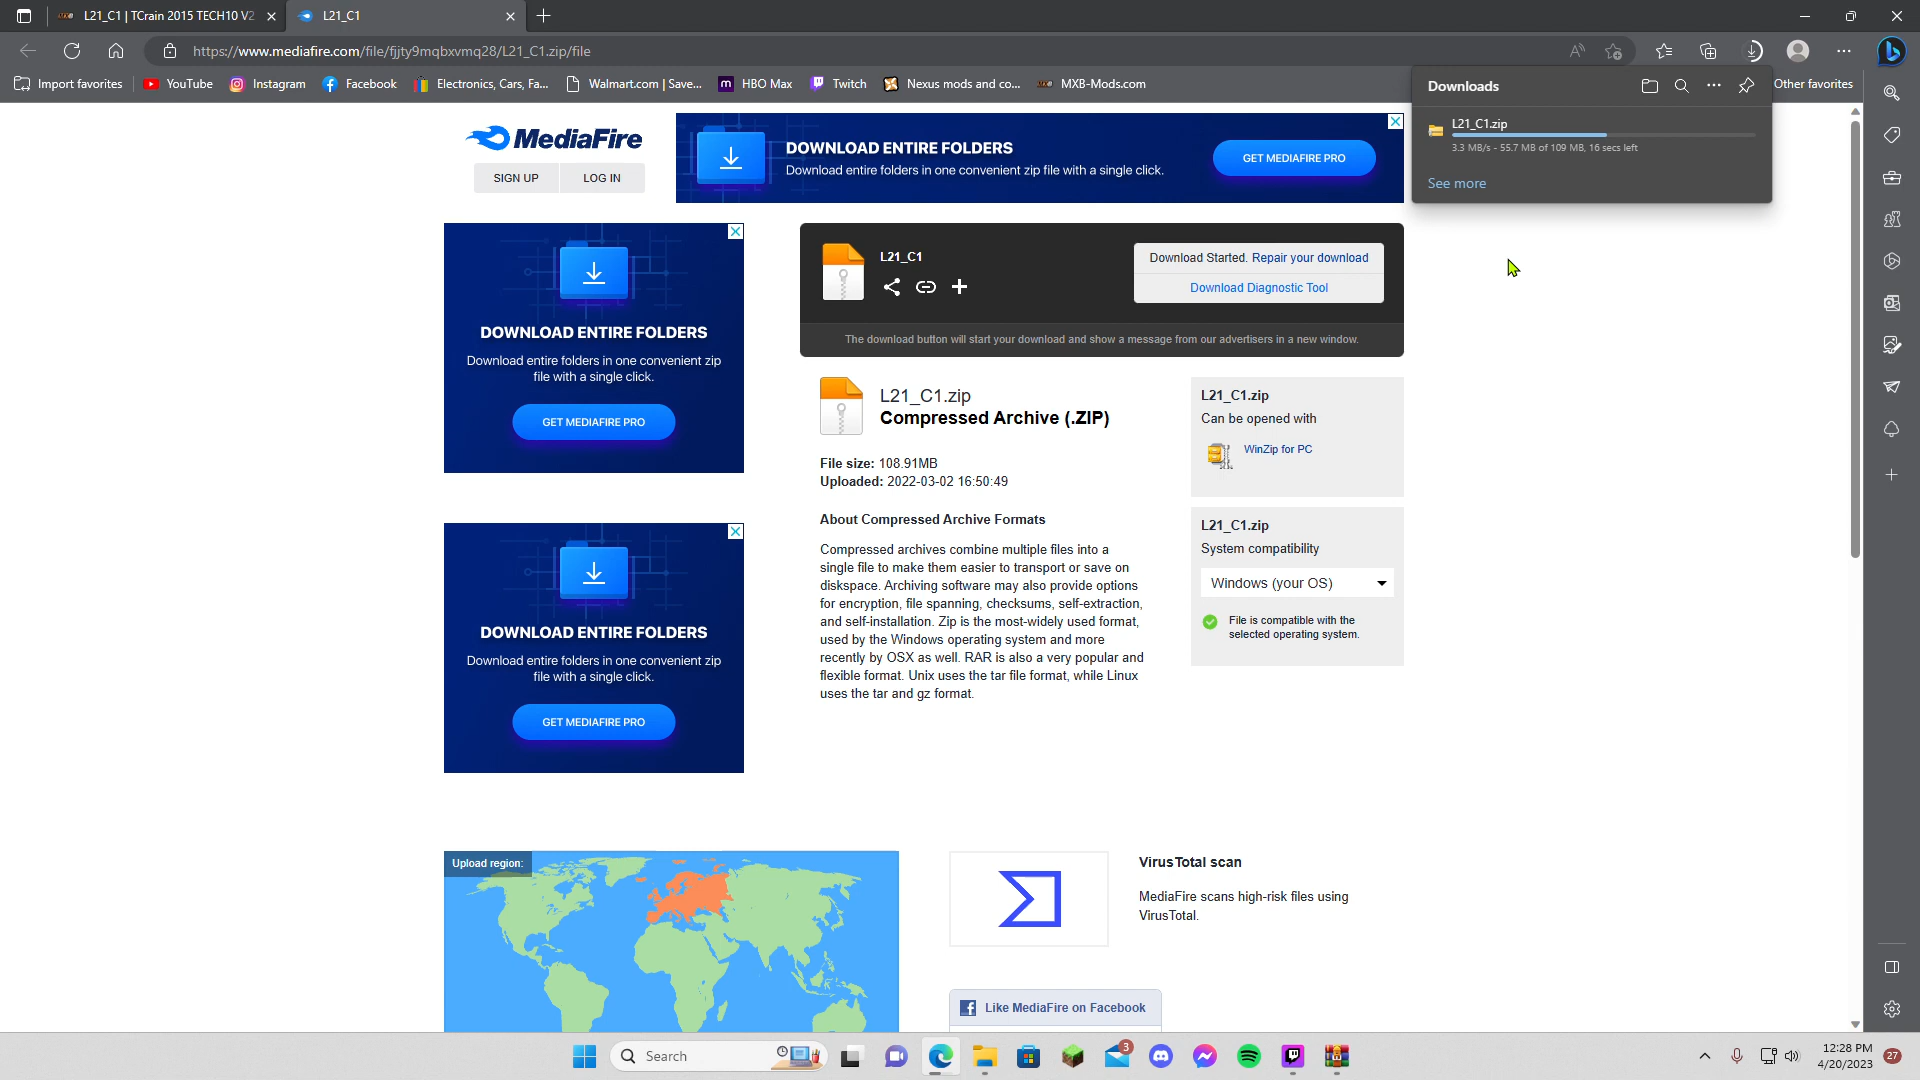 L21_C1 | TCrain 2015 TECH10 V2
L21_C1
https://www.mediafire.com/file/fjjty9mqbxvmq28/L21_C1.zip/file
Import favorites
YouTube
Instagram
Facebook
Electronics, Cars, Fa...
Walmart.com | Save...
HBO Max
Twitch
Nexus mods and co...
MXB-Mods.com
Other favorites
Downloads
L21_C1.zip
3.3 MB/s - 55.7 MB of 109 MB, 16 secs left
See more
MediaFire
SIGN UP
LOG IN
DOWNLOAD ENTIRE FOLDERS
Download entire folders in one convenient zip file with a single click.
GET MEDIAFIRE PRO
DOWNLOAD ENTIRE FOLDERS
Download entire folders in one convenient zip
file with a single click.
GET MEDIAFIRE PRO
L21_C1
Download Started. Repair your download
Download Diagnostic Tool
The download button will start your download and show a message from our advertisers in a new window.
L21_C1.zip
Compressed Archive (.ZIP)
File size: 108.91MB
Uploaded: 2022-03-02 16:50:49
About Compressed Archive Formats
Compressed archives combine multiple files into a
single file to make them easier to transport or save on
diskspace. Archiving software may also provide options
for encryption, file spanning, checksums, self-extraction,
and self-installation. Zip is the most-widely used format,
used by the Windows operating system and more
recently by OSX as well. RAR is also a very popular and
flexible format. Unix uses the tar file format, while Linux
uses the tar and gz format.
L21_C1.zip
Can be opened with
WinZip for PC
L21_C1.zip
System compatibility
Windows (your OS)
File is compatible with the
selected operating system.
DOWNLOAD ENTIRE FOLDERS
Download entire folders in one convenient zip
file with a single click.
GET MEDIAFIRE PRO
Upload region:
VirusTotal scan
MediaFire scans high-risk files using
VirusTotal.
Like MediaFire on Facebook
Search
3
12:28 PM
4/20/2023
27